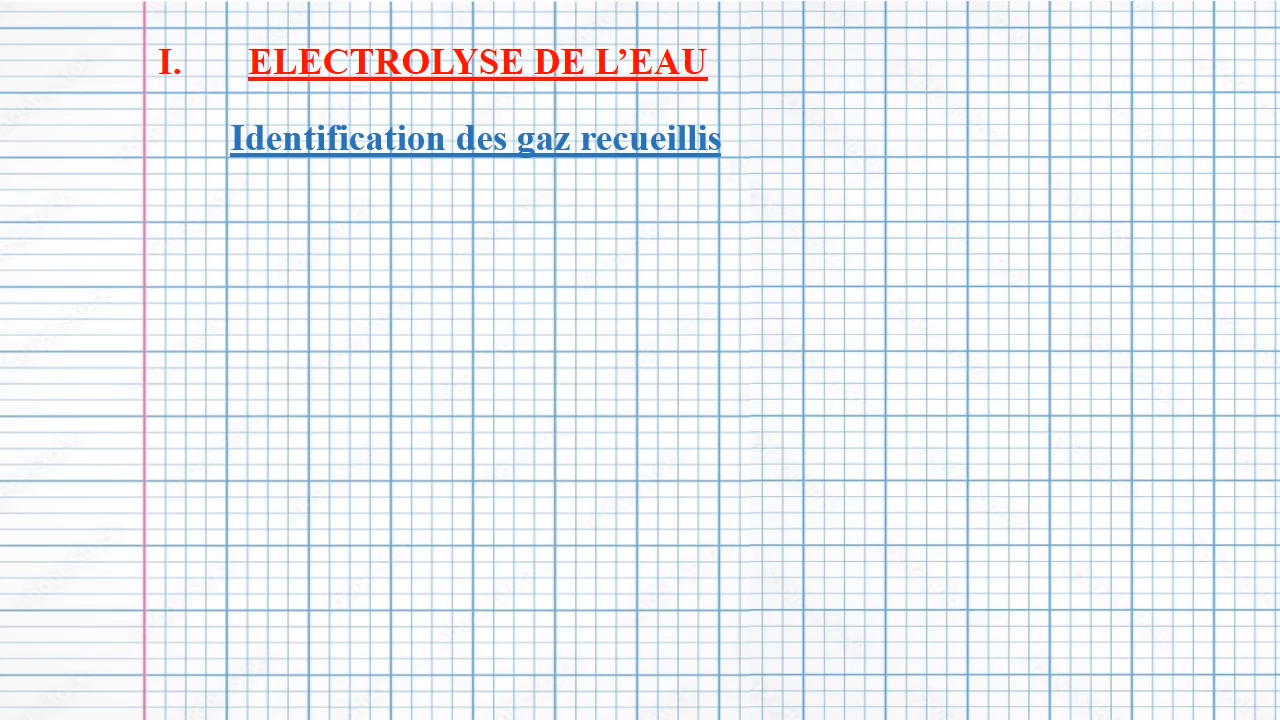 I. ELECTROLYSE DE L’EAU
Identification des gaz recueillis